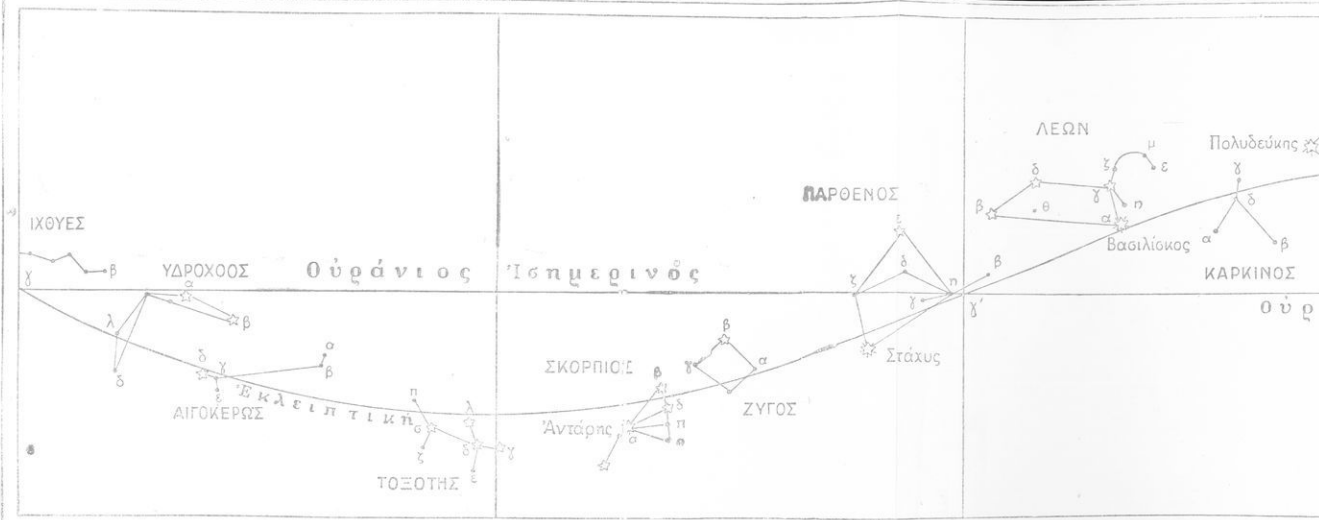 ΛΕΩΝ
μ
Πολυδεύκης
ζ
ε
δ
γ
ΠΑΡΘΕΝΟΣ
γ
η
δ
β
θ
α
ΙΧΘΥΕΣ
ε
α
β
Βασιλίσκος
β
ΥΔΡΟΧΟΟΣ
Οὐράνιος Ἰσημερινός
δ
β
ΚΑΡΚΙΝΟΣ
γ
α
ζ
γ
η
γ'
Οὐρ
λ
β
β
Στάχυς
δ
δ
γ
α
β
ΣΚΟΡΠΙΟΣ
γ
α
ε
β
ΑΙΓΟΚΕΡΩΣ
Ἐκλειπτική
π
λ
β
δ
ΖΥΓΟΣ
σ
Ἀντάρης
α
π
ζ
δ
γ
ε
ΤΟΞΟΤΗΣ